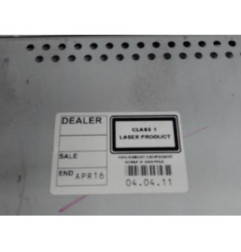 DEALER
CLASS 1
LASER PRODUCT
SALE
END APR16
04.04.11